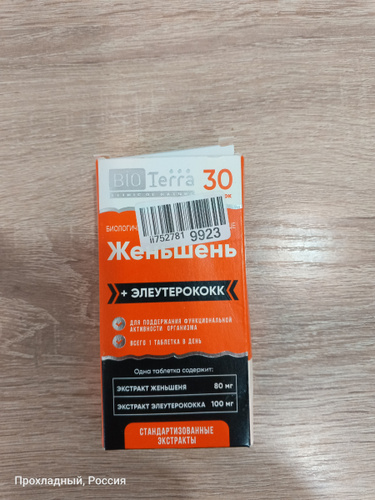 BIO Terra
30
9923
Женьшень
+ ЭЛЕУТЕРОКОКК
ДЛЯ ПОДДЕРЖАНИЯ ФУНКЦИОНАЛЬНОЙ
АКТИВНОСТИ ОРГАНИЗМА
ВСЕГО 1 ТАБЛЕТКА В ДЕНЬ
Одна таблетка содержит:
ЭКСТРАКТ ЖЕНЬШЕНЯ 80 мг
ЭКСТРАКТ ЭЛЕУТЕРОКОККА 100 мг
СТАНДАРТИЗОВАННЫЕ
ЭКСТРАКТЫ
Прохладный, Россия